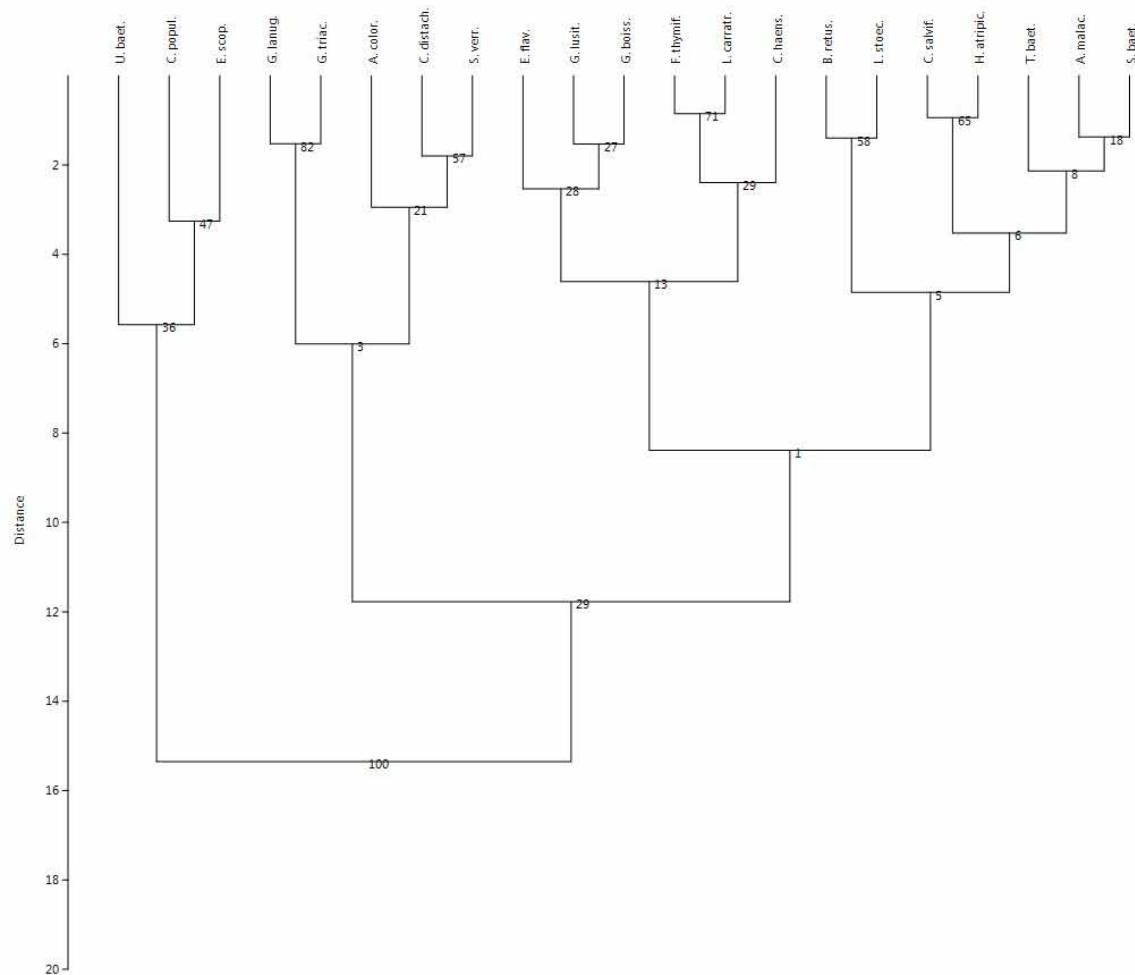 U. baet.
C. popul.
E. scop.
G. lanug.
G. triac.
A. color.
C. distach.
S. verr.
E. flav.
G. lusit.
G. boiss.
F. thymif.
L. carratr.
C. haens.
B. retus.
L. stoec.
C. salvif.
H. atripic.
T. baet.
A. malac.
S. baet.
71
65
18
58
82
27
57
2
8
29
28
21
47
6
4
13
5
36
6
3
8
1
Distance
10
29
12
14
100
16
18
20